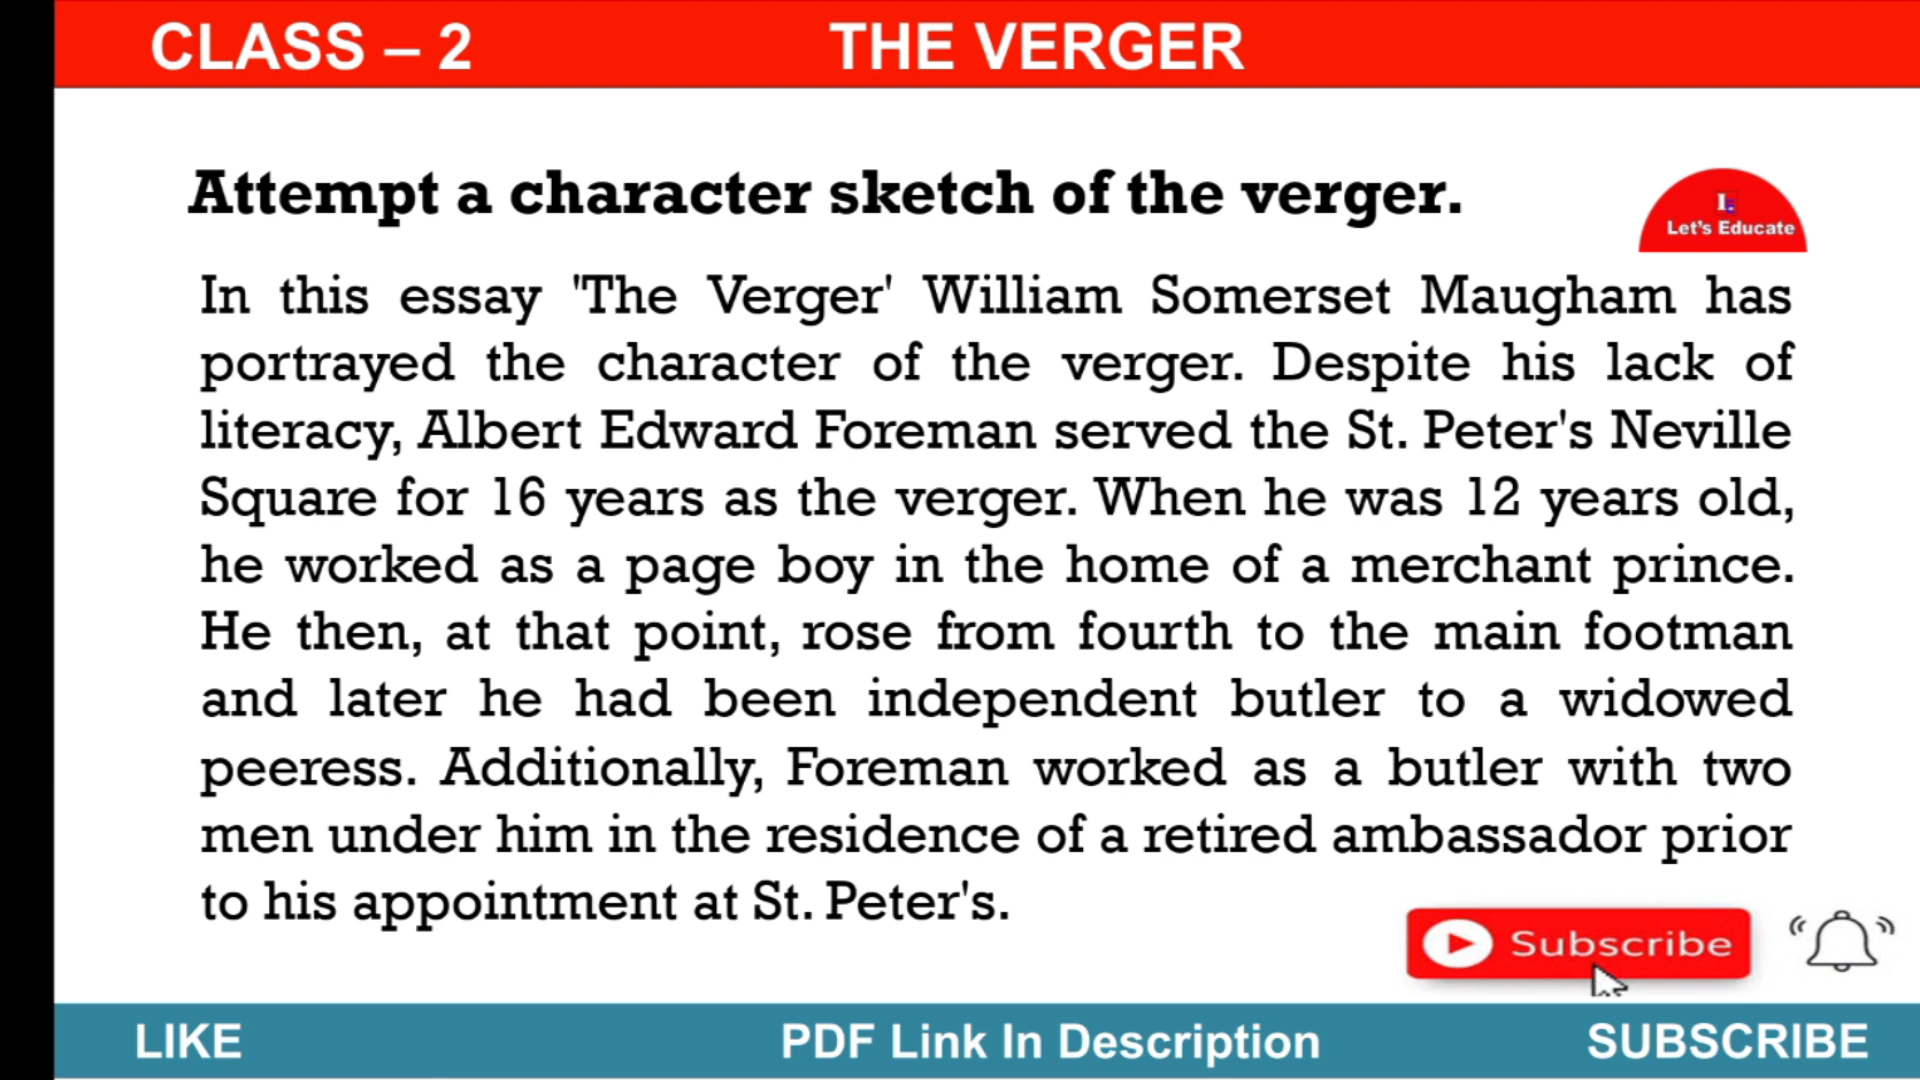 CLASS – 2
THE VERGER
Attempt a character sketch of the verger.
LE
Let's Educate
In this essay 'The Verger' William Somerset Maugham has
portrayed the character of the verger. Despite his lack of
literacy, Albert Edward Foreman served the St. Peter's Neville
Square for 16 years as the verger. When he was 12 years old,
he worked as a page boy in the home of a merchant prince.
He then, at that point, rose from fourth to the main footman
and later he had been independent butler to a widowed
peeress. Additionally, Foreman worked as a butler with two
men under him in the residence of a retired ambassador prior
to his appointment at St. Peter's.
Subscribe
LIKE
PDF Link In Description
SUBSCRIBE